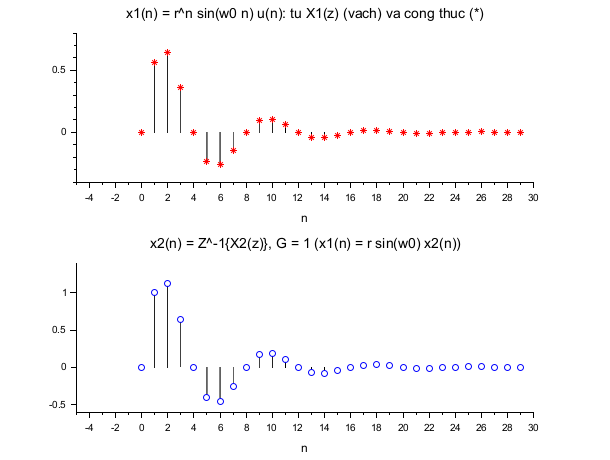 x1(n) = r^n sin(w0 n) u(n): tu X1(z) (vach) va cong thuc (*)
0.5
0
-4 -2 0 2 4 6 8 10 12 14 16 18 20 22 24 26 28 30
n
x2(n) = Z^-1{X2(z)}, G = 1 (x1(n) = r sin(w0) x2(n))
1
0.5
0
-0.5
-4 -2 0 2 4 6 8 10 12 14 16 18 20 22 24 26 28 30
n